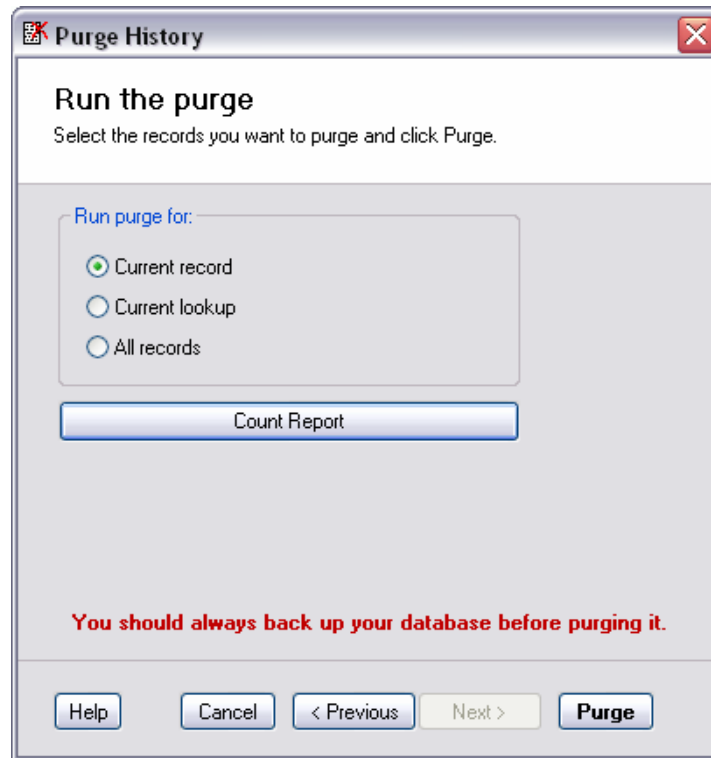 Purge History
Run the purge
Select the records you want to purge and click Purge.
Run purge for:
Current record
Current lookup
All records
Count Report
You should always back up your database before purging it.
Help Cancel < Previous Next > Purge